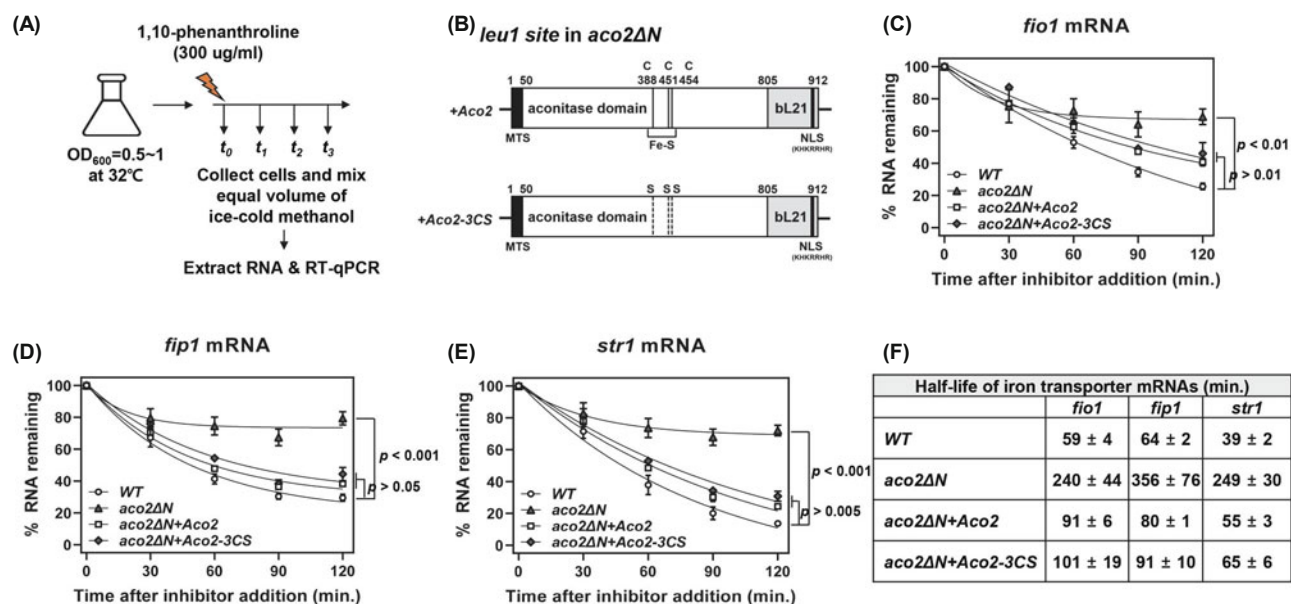 (A)
1,10-phenanthroline
(300 ug/ml)
OD600=0.5~1
at 32℃
t0 t1 t2 t3
Collect cells and mix
equal volume of
ice-cold methanol
Extract RNA & RT-qPCR
(B)
leu1 site in aco2ΔN
C C C
1 50 388 451 454 805 912
+Aco2
aconitase domain
bL21
MTS
Fe-S
NLS
(KHKRRHR)
S S S
1 50 805 912
+Aco2-3CS
aconitase domain
bL21
MTS
NLS
(KHKRRHR)
(C)
fio1 mRNA
% RNA remaining
100
80
60
40
20
0
WT
aco2ΔN
aco2ΔN+Aco2
aco2ΔN+Aco2-3CS
p < 0.01
p > 0.01
0 30 60 90 120
Time after inhibitor addition (min.)
(D)
fip1 mRNA
% RNA remaining
100
80
60
40
20
0
WT
aco2ΔN
aco2ΔN+Aco2
aco2ΔN+Aco2-3CS
p < 0.001
p > 0.05
0 30 60 90 120
Time after inhibitor addition (min.)
(E)
str1 mRNA
% RNA remaining
100
80
60
40
20
0
WT
aco2ΔN
aco2ΔN+Aco2
aco2ΔN+Aco2-3CS
p < 0.001
p > 0.005
0 30 60 90 120
Time after inhibitor addition (min.)
(F)
Half-life of iron transporter mRNAs (min.)
fio1 fip1 str1
WT 59 ± 4 64 ± 2 39 ± 2
aco2ΔN 240 ± 44 356 ± 76 249 ± 30
aco2ΔN+Aco2 91 ± 6 80 ± 1 55 ± 3
aco2ΔN+Aco2-3CS 101 ± 19 91 ± 10 65 ± 6